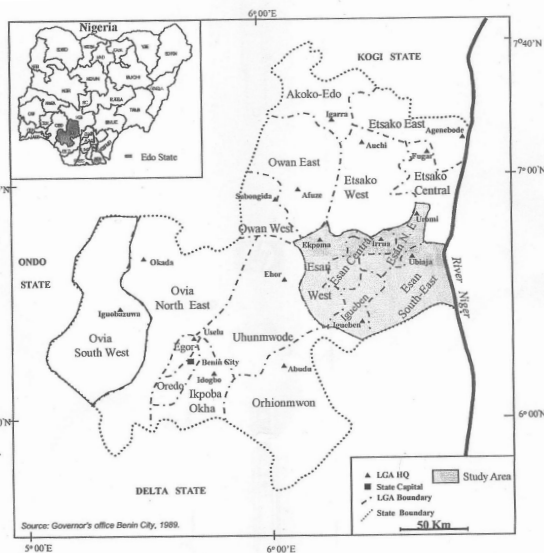 6°00'E
Nigeria
7°40'N
KOGI STATE
Akoko-Edo
Igarra
Etsako East
Agenebode
Auchi
Fugar
Owan East
Etsako
West
Etsako
Central
Edo State
7°00'N
Sabongida
Afuze
Owan West
Uromi
Ekpoma
Irrua
Esan N. E
Esan Central
Ubiaja
Okada
ONDO
STATE
Ehor
Esan
West
Igueben
Esan
South-East
River Niger
Ovia
North East
Iguobazuwa
Igueben
Ovia
South West
Uselu
Uhunmwode
Egor
Benin City
Abudu
Idogbo
Oredo
Ikpoba
Okha
Orhionmwon
6°00'N
LGA HQ
Study Area
State Capital
LGA Boundary
State Boundary
50 Km
DELTA STATE
Source: Governor's office Benin City, 1989.
5°00'E
6°00'E